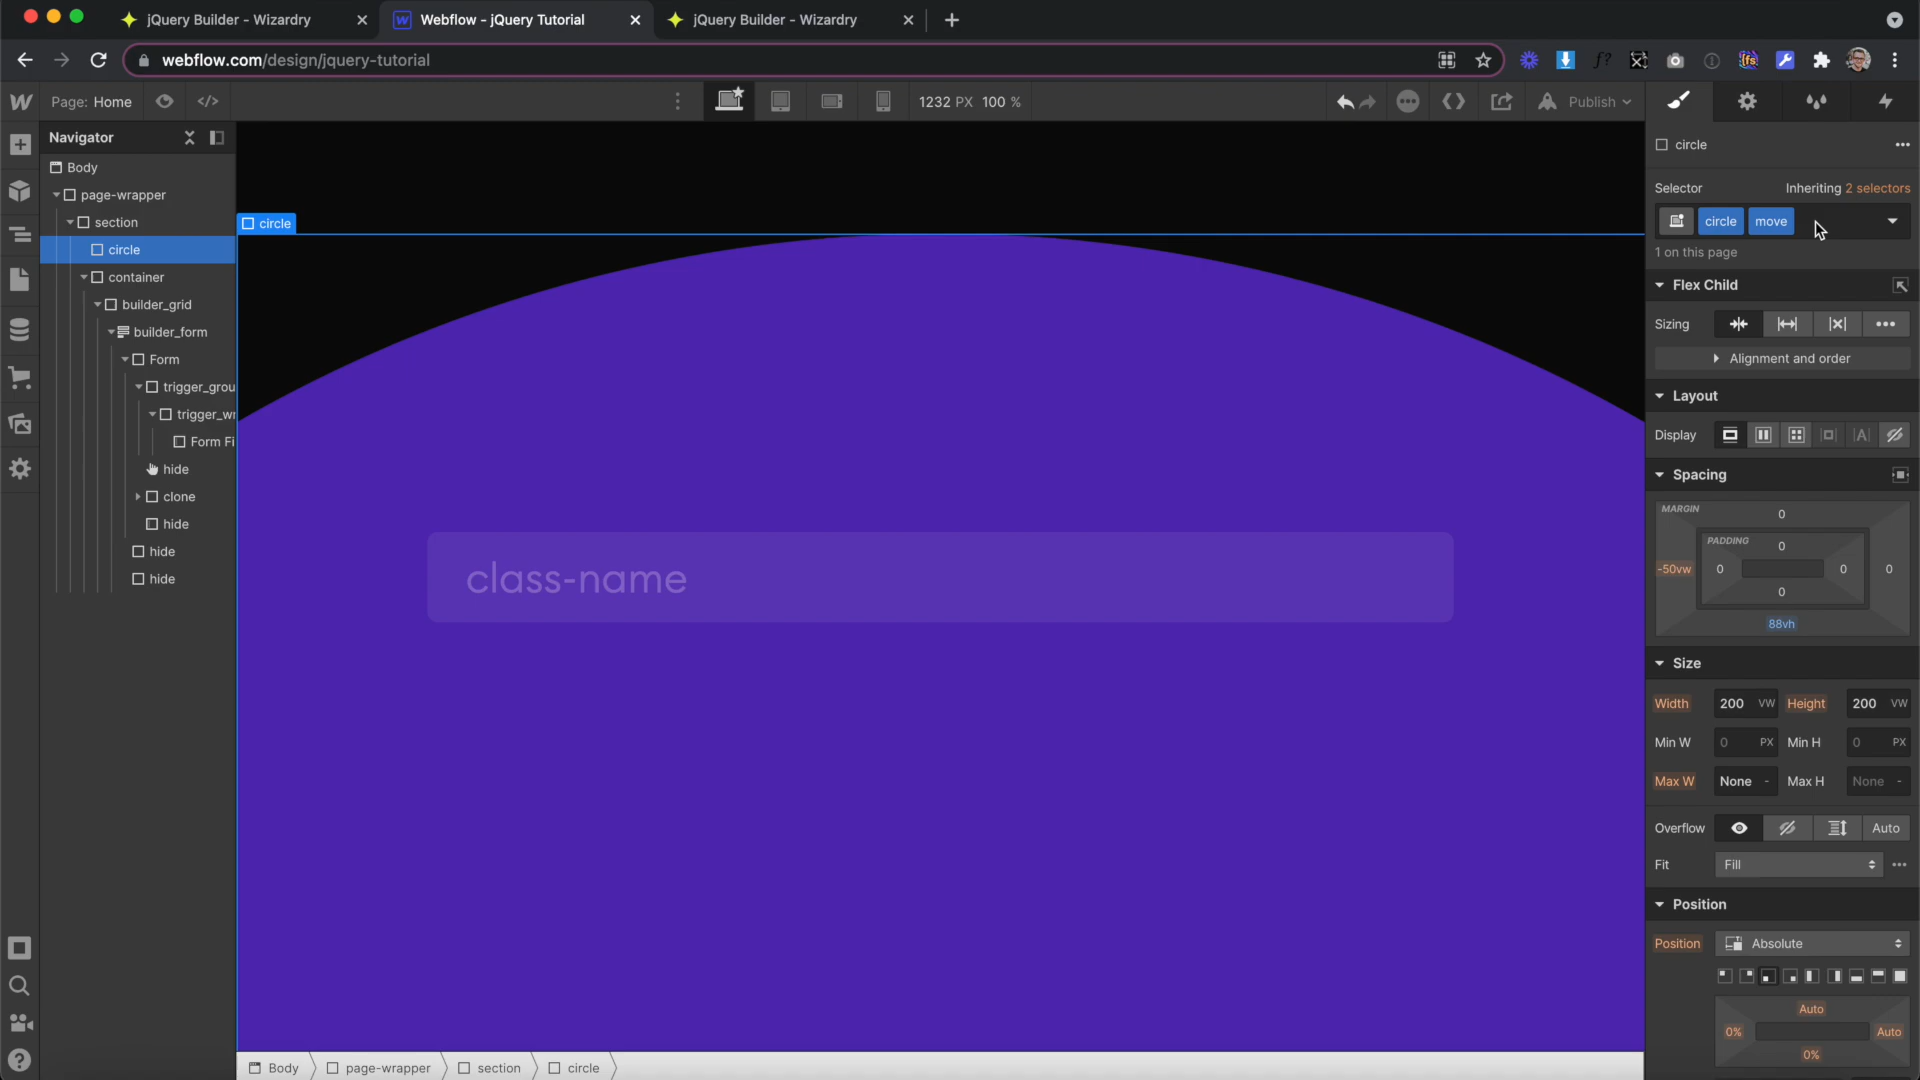 jQuery Builder - Wizardry
Webflow - jQuery Tutorial
jQuery Builder - Wizardry
webflow.com/design/jquery-tutorial
Page: Home
1232 PX 100 %
Publish
Navigator
Body
page-wrapper
section
circle
container
builder_grid
builder_form
Form
trigger_grou
trigger_wr
Form Fi
hide
clone
hide
hide
hide
circle
class-name
circle
Selector
Inheriting 2 selectors
circle
move
1 on this page
Flex Child
Sizing
Alignment and order
Layout
Display
Spacing
MARGIN
0
PADDING
0
-50vw
0
0
0
0
88vh
Size
Width 200 VW Height 200 VW
Min W 0 PX Min H 0 PX
Max W None - Max H None -
Overflow
Auto
Fit
Fill
Position
Position
Absolute
Auto
0%
Auto
0%
Body
page-wrapper
section
circle